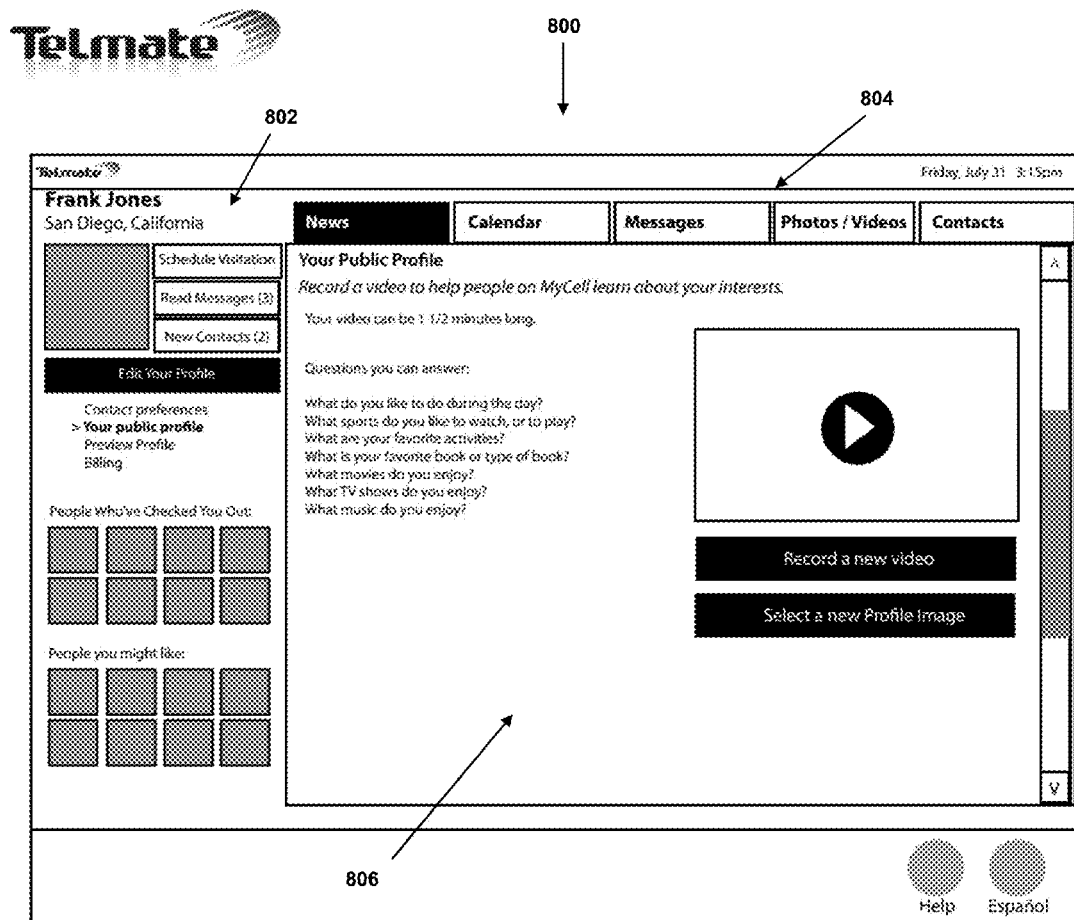 Telmate
800
802
804
Telmate
Friday, July 31 3:15pm
Frank Jones
San Diego, California
News
Calendar
Messages
Photos / Videos
Contacts
Schedule Visitation
Read Messages (3)
New Contacts (2)
Edit Your Profile
Contact preferences
> Your public profile
Preview Profile
Billing
People Who've Checked You Out:
People you might like:
Your Public Profile
Record a video to help people on MyCell learn about your interests.
Your video can be 1 1/2 minutes long.
Questions you can answer:
What do you like to do during the day?
What sports do you like to watch, or to play?
What are your favorite activities?
What is your favorite book or type of book?
What movies do you enjoy?
What TV shows do you enjoy?
What music do you enjoy?
Record a new video
Select a new Profile Image
Λ
V
806
Help
Español